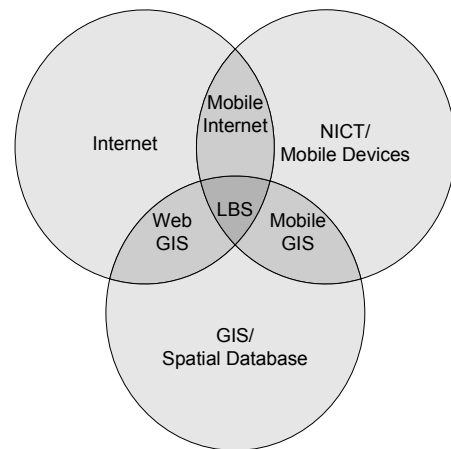 Mobile
Internet
Internet
NICT/
Mobile Devices
Web
GIS
LBS
Mobile
GIS
GIS/
Spatial Database